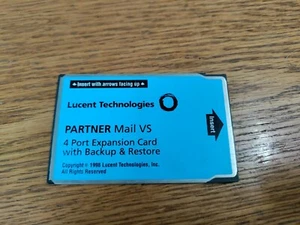 ▲ Insert with arrows facing up ▲
Lucent Technologies
Insert
PARTNER Mail VS
4 Port Expansion Card
with Backup & Restore
Copyright © 1998 Lucent Technologies, Inc.
All Rights Reserved